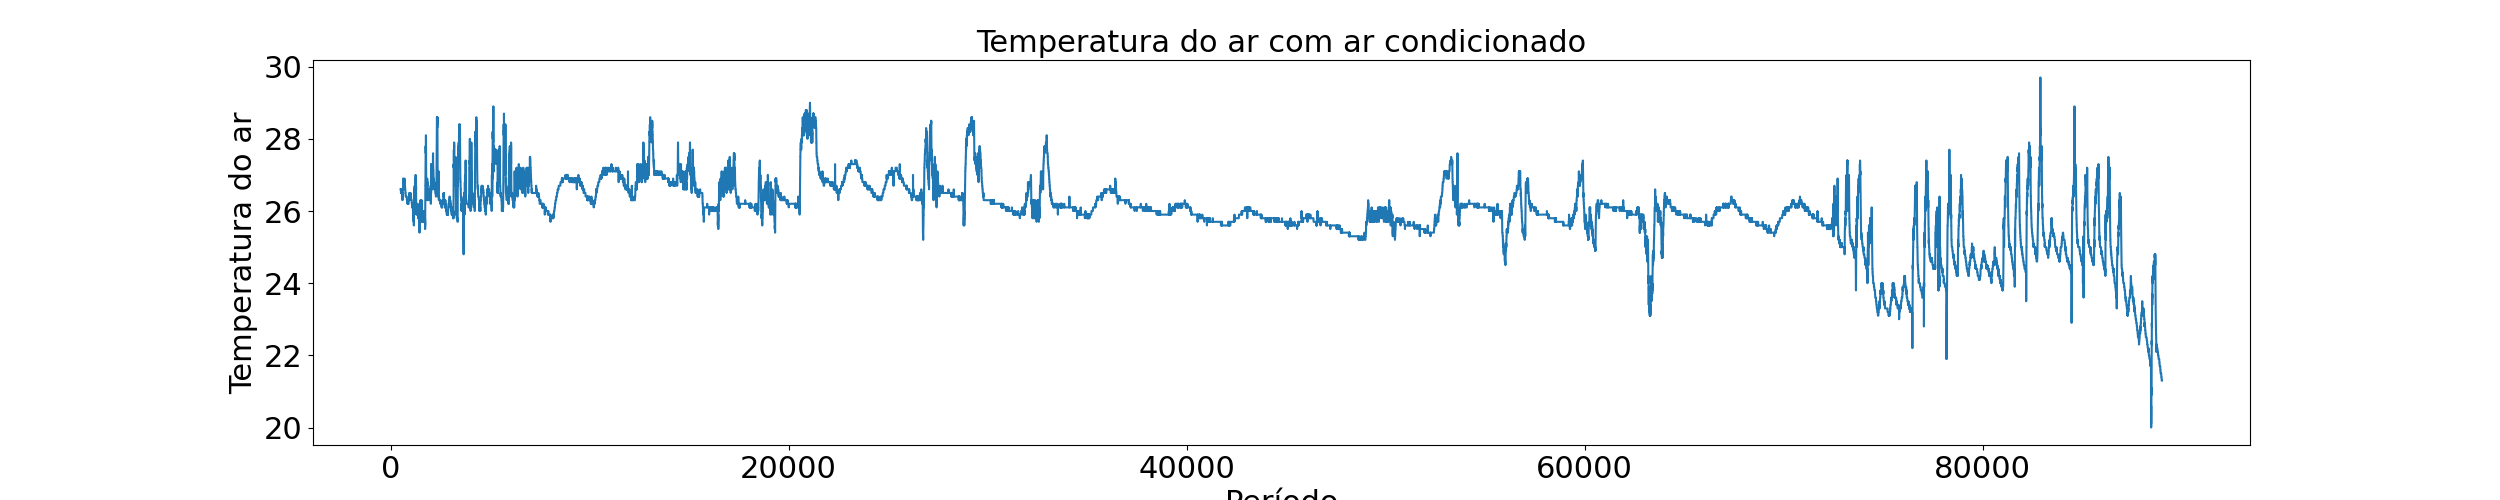 Temperatura do ar com ar condicionado
Temperatura do ar
30
28
26
24
22
20
0 20000 40000 60000 80000
Período